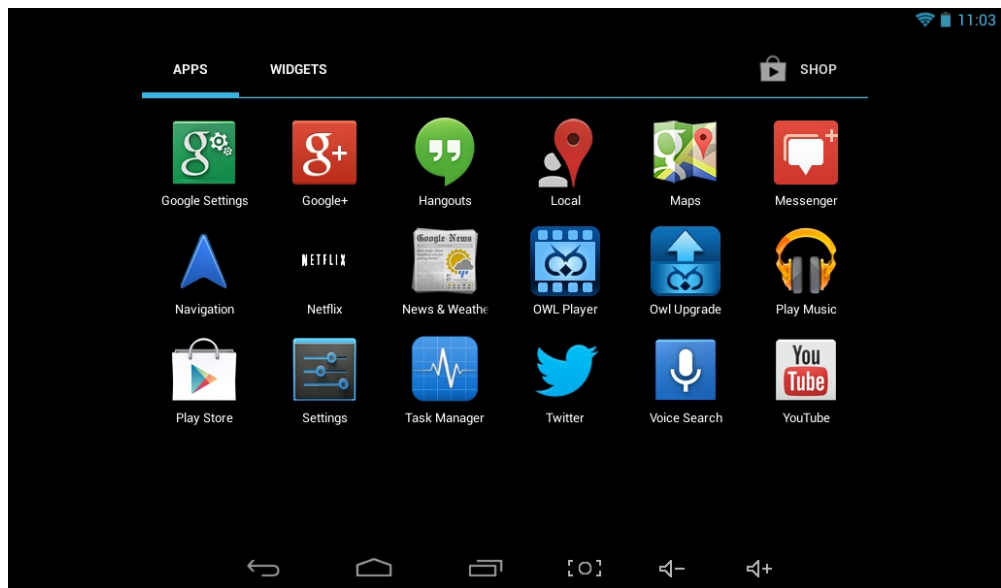 11:03
APPS WIDGETS SHOP
g g+
Google Settings Google+ Hangouts Local Maps Messenger
NETFLIX Google News
Navigation Netflix News & Weathe OWL Player Owl Upgrade Play Music
You
Tube
Play Store Settings Task Manager Twitter Voice Search YouTube